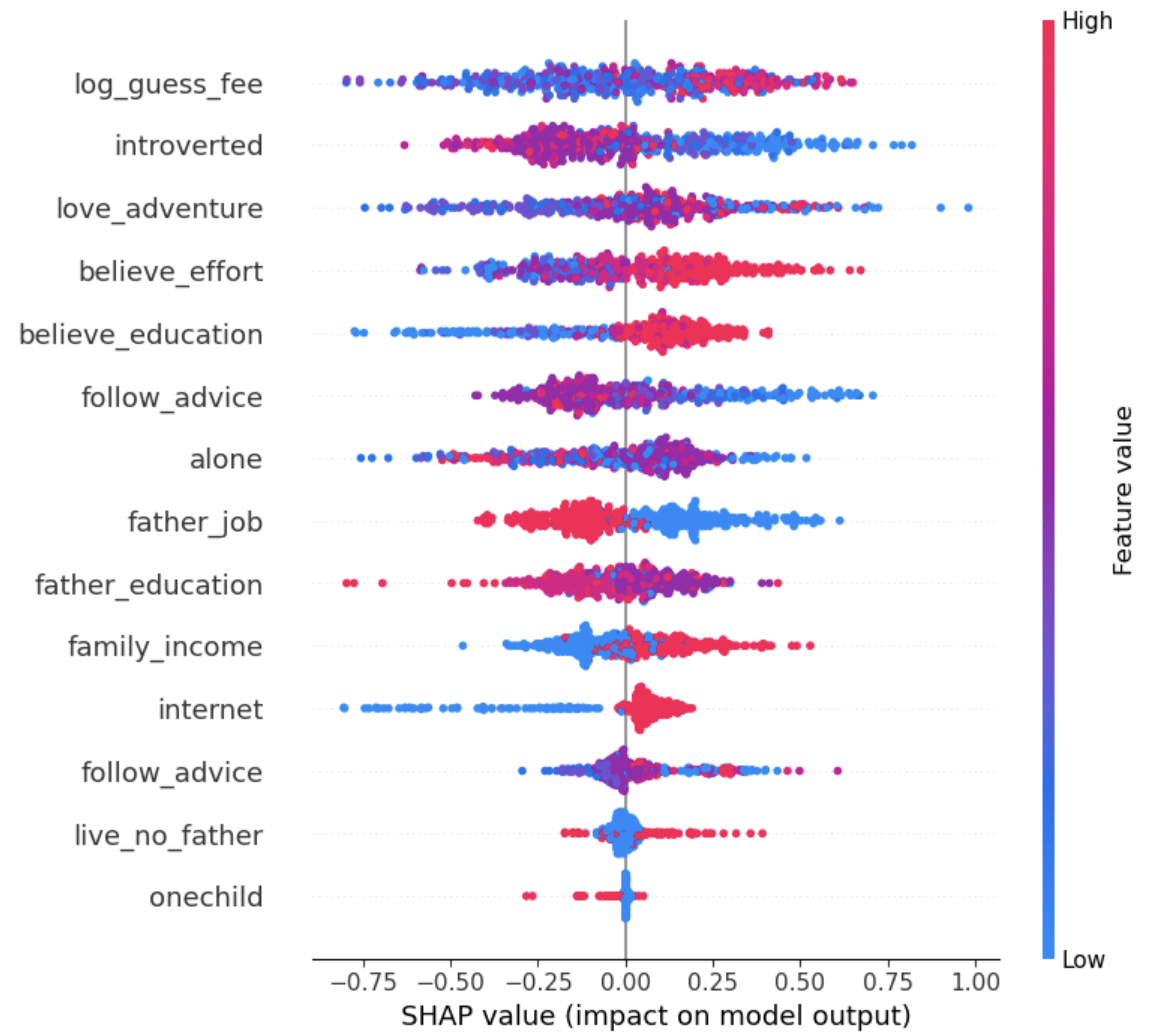 High
log_guess_fee
introverted
love_adventure
believe_effort
believe_education
follow_advice
alone
father_job
father_education
family_income
internet
follow_advice
live_no_father
onechild
Feature value
Low
−0.75 −0.50 −0.25 0.00 0.25 0.50 0.75 1.00
SHAP value (impact on model output)